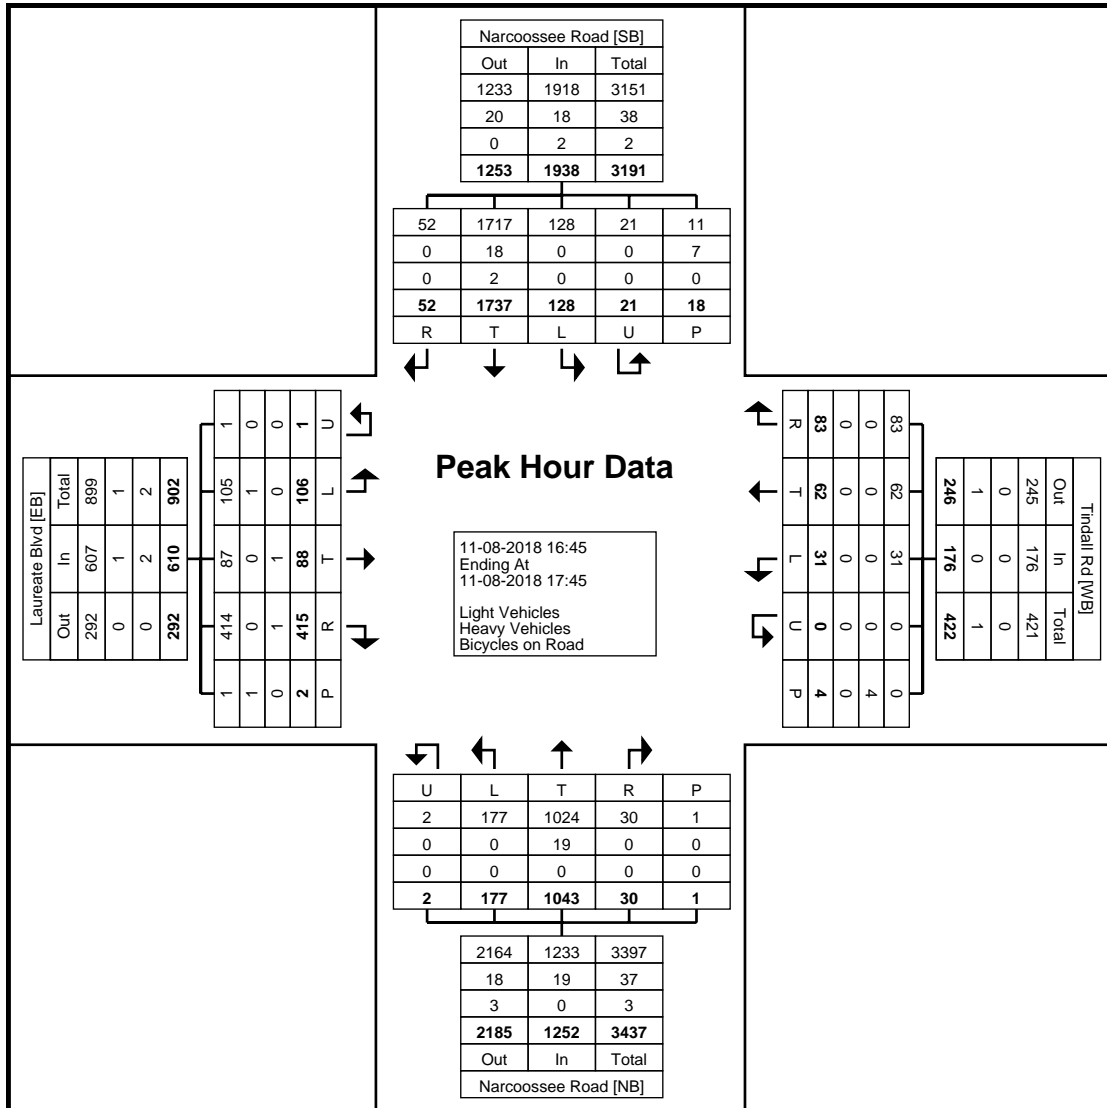 Narcoossee Road [SB]
Out In Total
1233 1918 3151
20 18 38
0 2 2
1253 1938 3191
52 1717 128 21 11
0 18 0 0 7
0 2 0 0 0
52 1737 128 21 18
R T L U P
Laureate Blvd [EB]
Total In Out
899 607 292
1 1 0
2 2 0
902 610 292
1 105 87 414 1
0 1 0 0 1
0 0 1 1 0
1 106 88 415 2
U L T R P
Peak Hour Data
11-08-2018 16:45
Ending At
11-08-2018 17:45
Light Vehicles
Heavy Vehicles
Bicycles on Road
Tindall Rd [WB]
Out In Total
245 176 421
0 0 0
1 0 1
246 176 422
83 62 31 0 0
0 0 0 0 4
0 0 0 0 0
83 62 31 0 4
R T L U P
U L T R P
2 177 1024 30 1
0 0 19 0 0
0 0 0 0 0
2 177 1043 30 1
2164 1233 3397
18 19 37
3 0 3
2185 1252 3437
Out In Total
Narcoossee Road [NB]